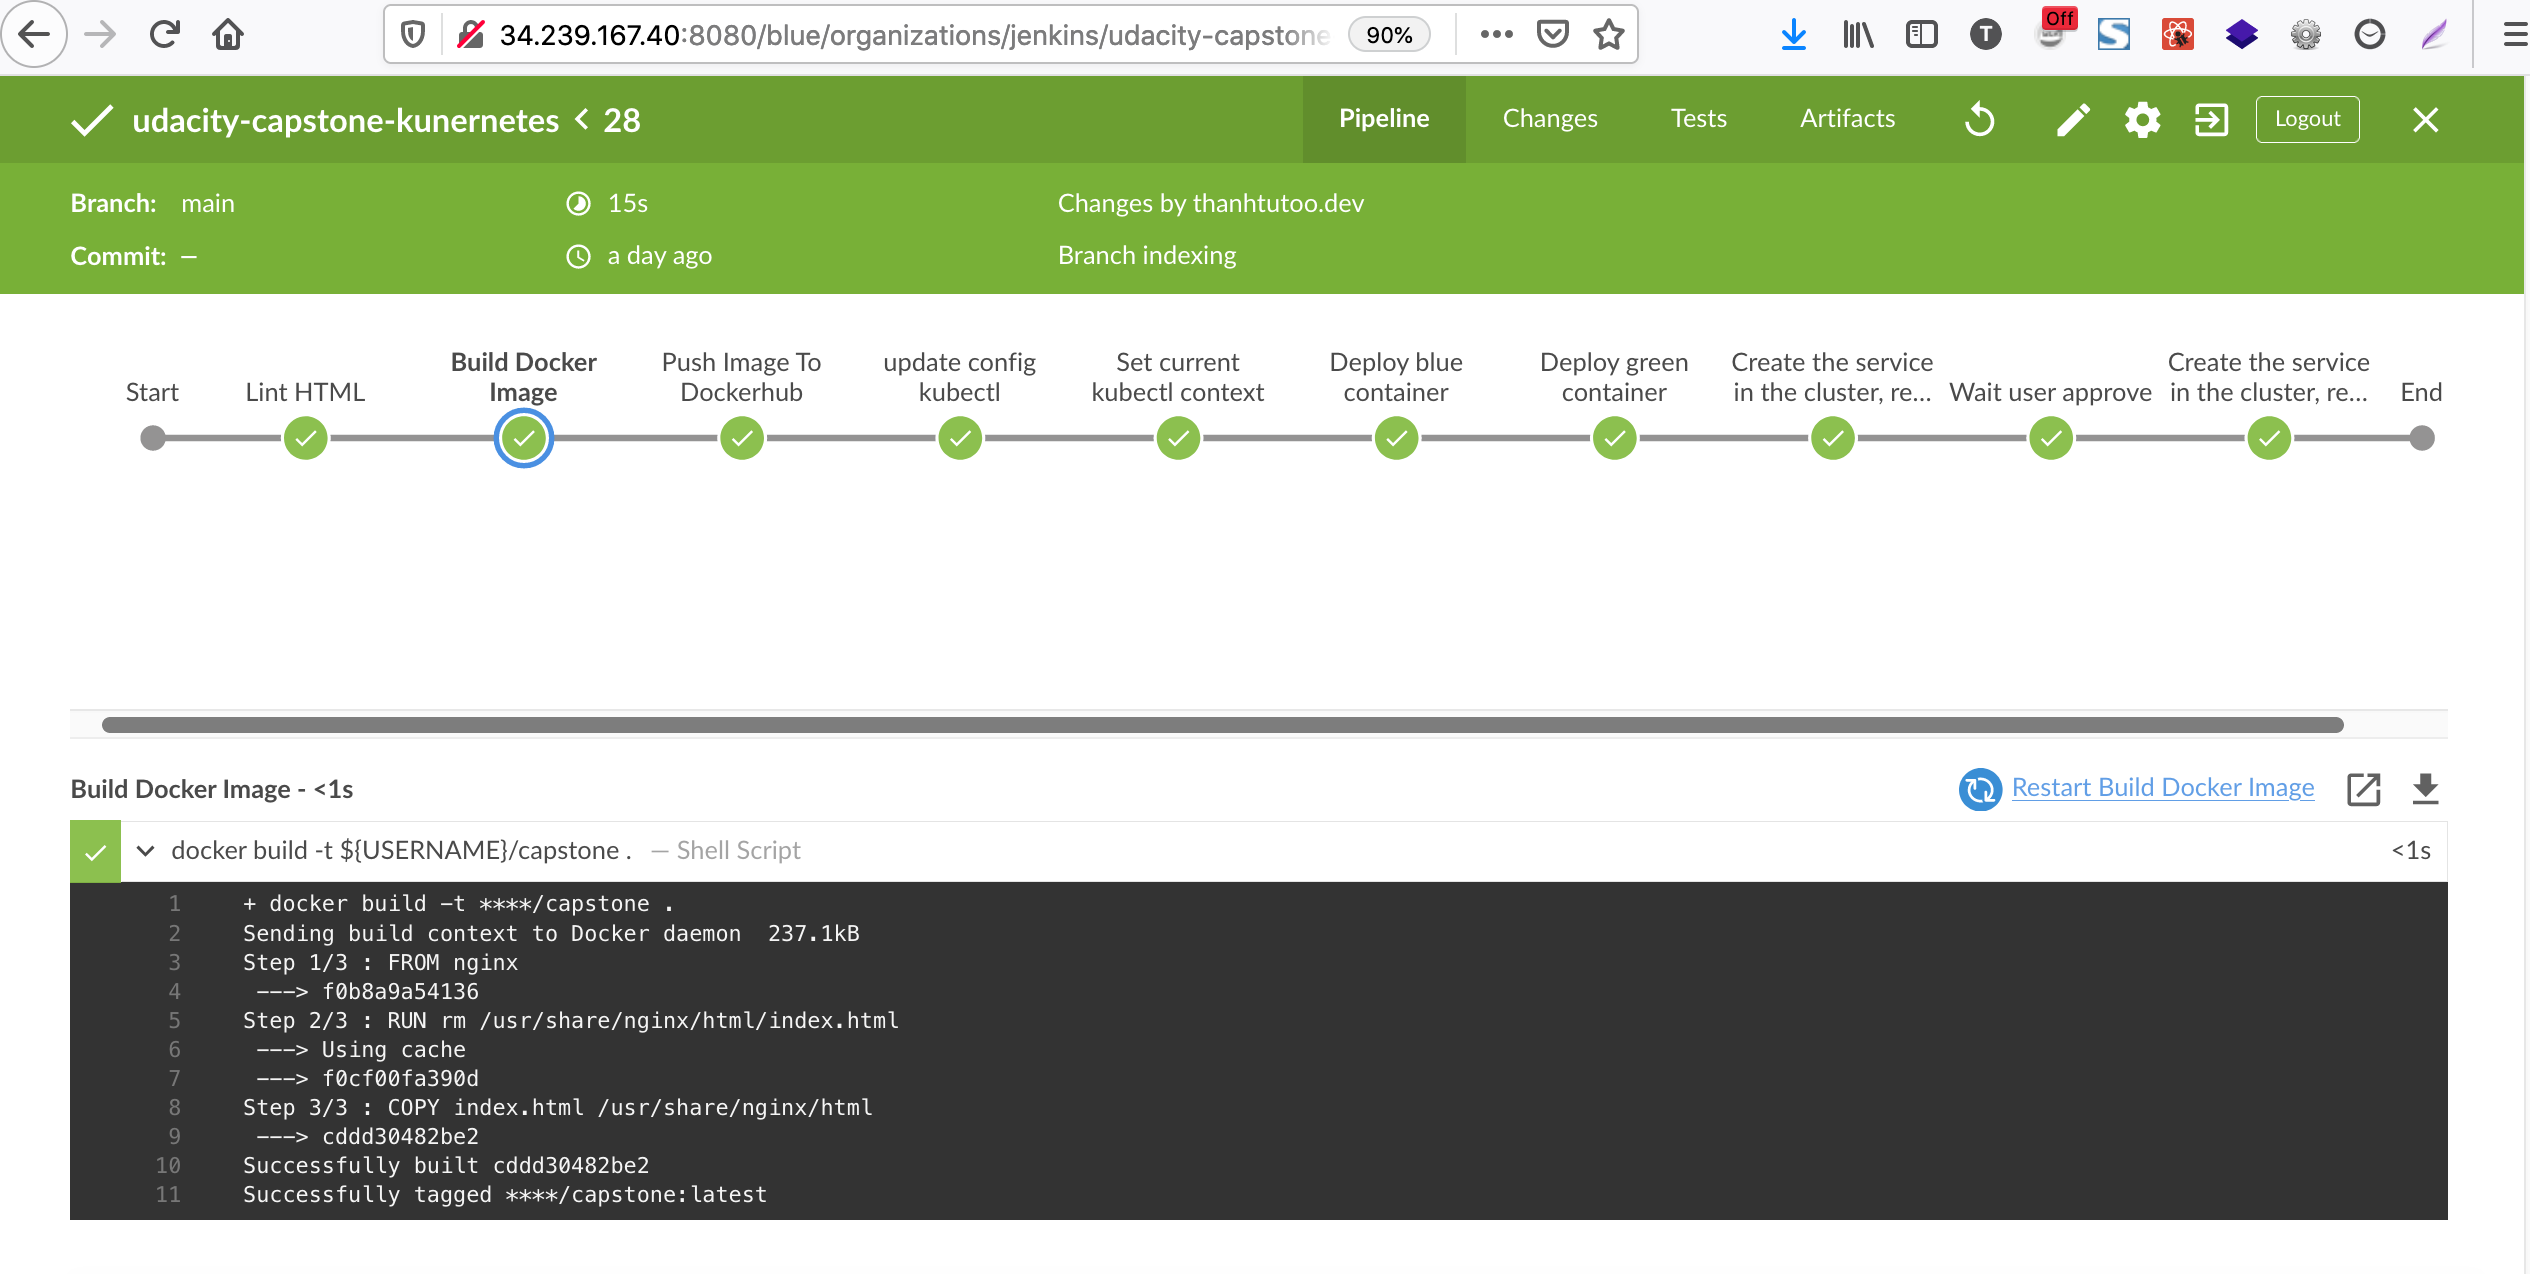 34.239.167.40:8080/blue/organizations/jenkins/udacity-capstone
90%
Off
T
S
udacity-capstone-kunernetes < 28
Pipeline
Changes
Tests
Artifacts
Logout
Branch: main
15s
Changes by thanhtutoo.dev
Commit: —
a day ago
Branch indexing
Start
Lint HTML
Build Docker
Image
Push Image To
Dockerhub
update config
kubectl
Set current
kubectl context
Deploy blue
container
Deploy green
container
Create the service
in the cluster, re...
Wait user approve
Create the service
in the cluster, re...
End
Build Docker Image - <1s
Restart Build Docker Image
docker build -t ${USERNAME}/capstone . — Shell Script
<1s
1 + docker build -t ****/capstone .
2 Sending build context to Docker daemon  237.1kB
3 Step 1/3 : FROM nginx
4  ---> f0b8a9a54136
5 Step 2/3 : RUN rm /usr/share/nginx/html/index.html
6  ---> Using cache
7  ---> f0cf00fa390d
8 Step 3/3 : COPY index.html /usr/share/nginx/html
9  ---> cddd30482be2
10 Successfully built cddd30482be2
11 Successfully tagged ****/capstone:latest